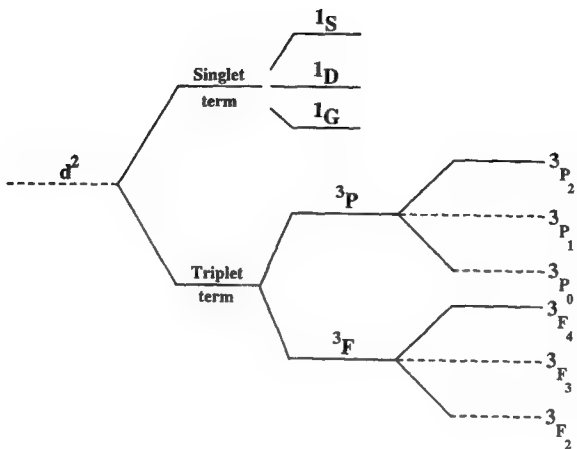 ¹S
Singlet
term
¹D
¹G
d²
³P
³P₂
³P₁
³P₀
Triplet
term
³F
³F₄
³F₃
³F₂